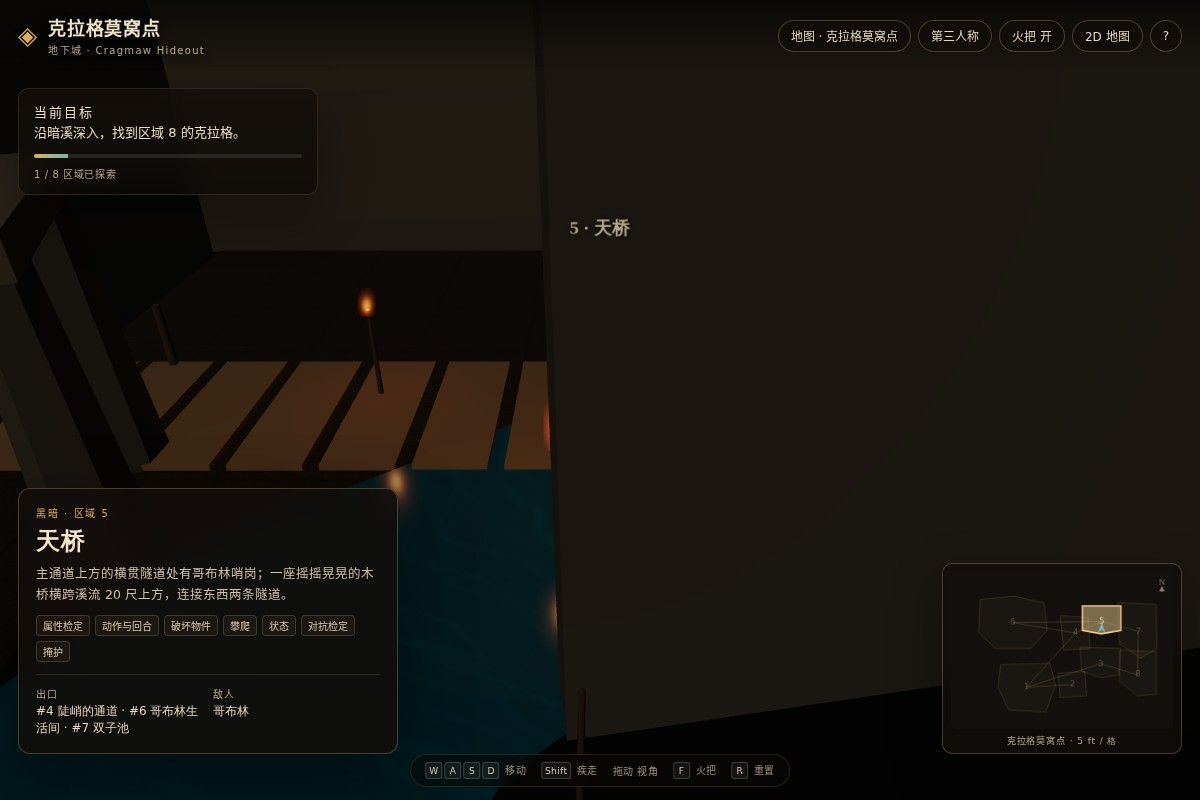 ◈ 克拉格莫窝点
地下城 · Cragmaw Hideout
地图 · 克拉格莫窝点
第三人称
火把 开
2D 地图
?
当前目标
沿暗溪深入，找到区域 8 的克拉格。
1 / 8 区域已探索
5 · 天桥
黑暗 · 区域 5
天桥
主通道上方的横贯隧道处有哥布林哨岗；一座摇摇晃晃的木
桥横跨溪流 20 尺上方，连接东西两条隧道。
属性检定 动作与回合 破坏物件 攀爬 状态 对抗检定
掩护
出口
#4 陡峭的通道 · #6 哥布林生
活间 · #7 双子池
敌人
哥布林
N
6
5
4
7
3
1
2
8
克拉格莫窝点 · 5 ft / 格
W A S D 移动 Shift 疾走 拖动 视角 F 火把 R 重置